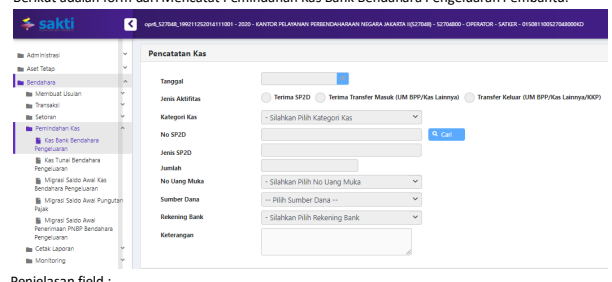 Berikut adalah form dari Mencatat Pemindahan Kas Bank Bendahara Pengeluaran Pembantu.
sakti
opr6_527048_199211252014111001 - 2020 - KANTOR PELAYANAN PERBENDAHARAAN NEGARA JAKARTA II(527048) - 52704800 - OPERATOR - SATKER - 015081100527048000KD
Administrasi
Aset Tetap
Bendahara
Membuat Usulan
Transaksi
Setoran
Pemindahan Kas
Kas Bank Bendahara
Pengeluaran
Kas Tunai Bendahara
Pengeluaran
Migrasi Saldo Awal Kas
Bendahara Pengeluaran
Migrasi Saldo Awal Pungutan
Pajak
Migrasi Saldo Awal
Penerimaan PNBP Bendahara
Pengeluaran
Cetak Laporan
Monitoring
Pencatatan Kas
Tanggal
Jenis Aktifitas Terima SP2D Terima Transfer Masuk (UM BPP/Kas Lainnya) Transfer Keluar (UM BPP/Kas Lainnya/KKP)
Kategori Kas - Silahkan Pilih Kategori Kas
No SP2D Cari
Jenis SP2D
Jumlah
No Uang Muka - Silahkan Pilih No Uang Muka
Sumber Dana -- Pilih Sumber Dana --
Rekening Bank - Silahkan Pilih Rekening Bank
Keterangan
Penjelasan field :